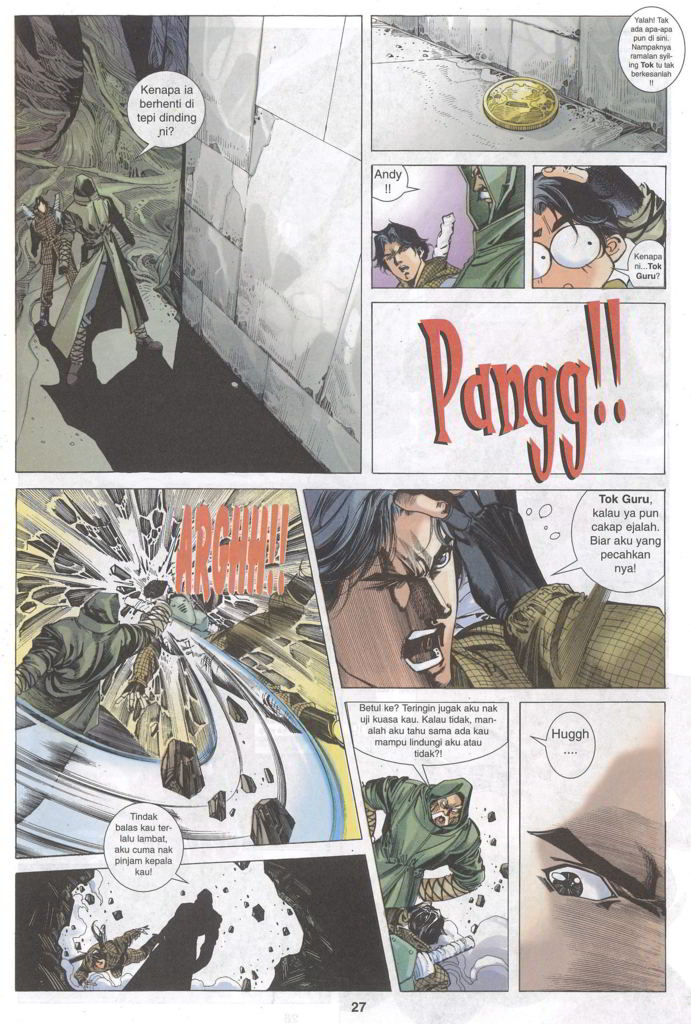 Kenapa ia
berhenti di
tepi dinding
ni?
Yalah! Tak
ada apa-apa
pun di sini.
Nampaknya
ramalan syil-
ing Tok tu tak
berkesanlah
!!
Andy
!!
Kenapa
ni...Tok
Guru?
Pangg!!
ARGHH!!
Tok Guru,
kalau ya pun
cakap ejalah.
Biar aku yang
pecahkan
nya!
Tindak
balas kau ter-
lalu lambat,
aku cuma nak
pinjam kepala
kau!
Betul ke? Teringin jugak aku nak
uji kuasa kau. Kalau tidak, man-
alah aku tahu sama ada kau
mampu lindungi aku atau
tidak?!
Huggh
....
27